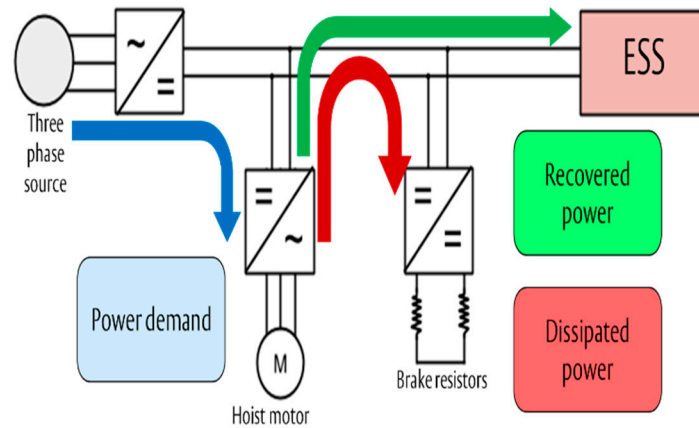 ESS
Three
phase
source
Recovered
power
Power demand
M
Dissipated
power
Brake resistors
Hoist motor